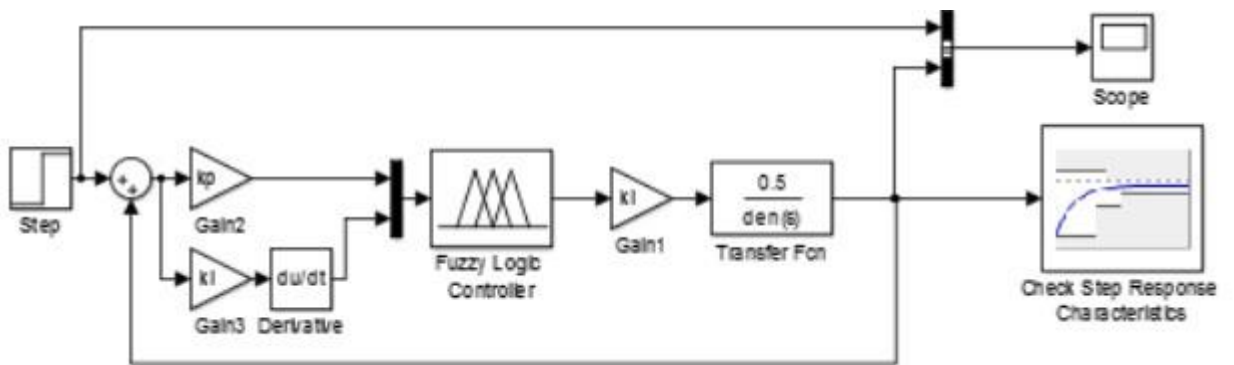 Scope
Step
kp
Gain2
ki
Gain3
du/dt
Derivative
Fuzzy Logic
Controller
ki
Gain1
0.5
den(s)
Transfer Fcn
Check Step Response
Characteristics